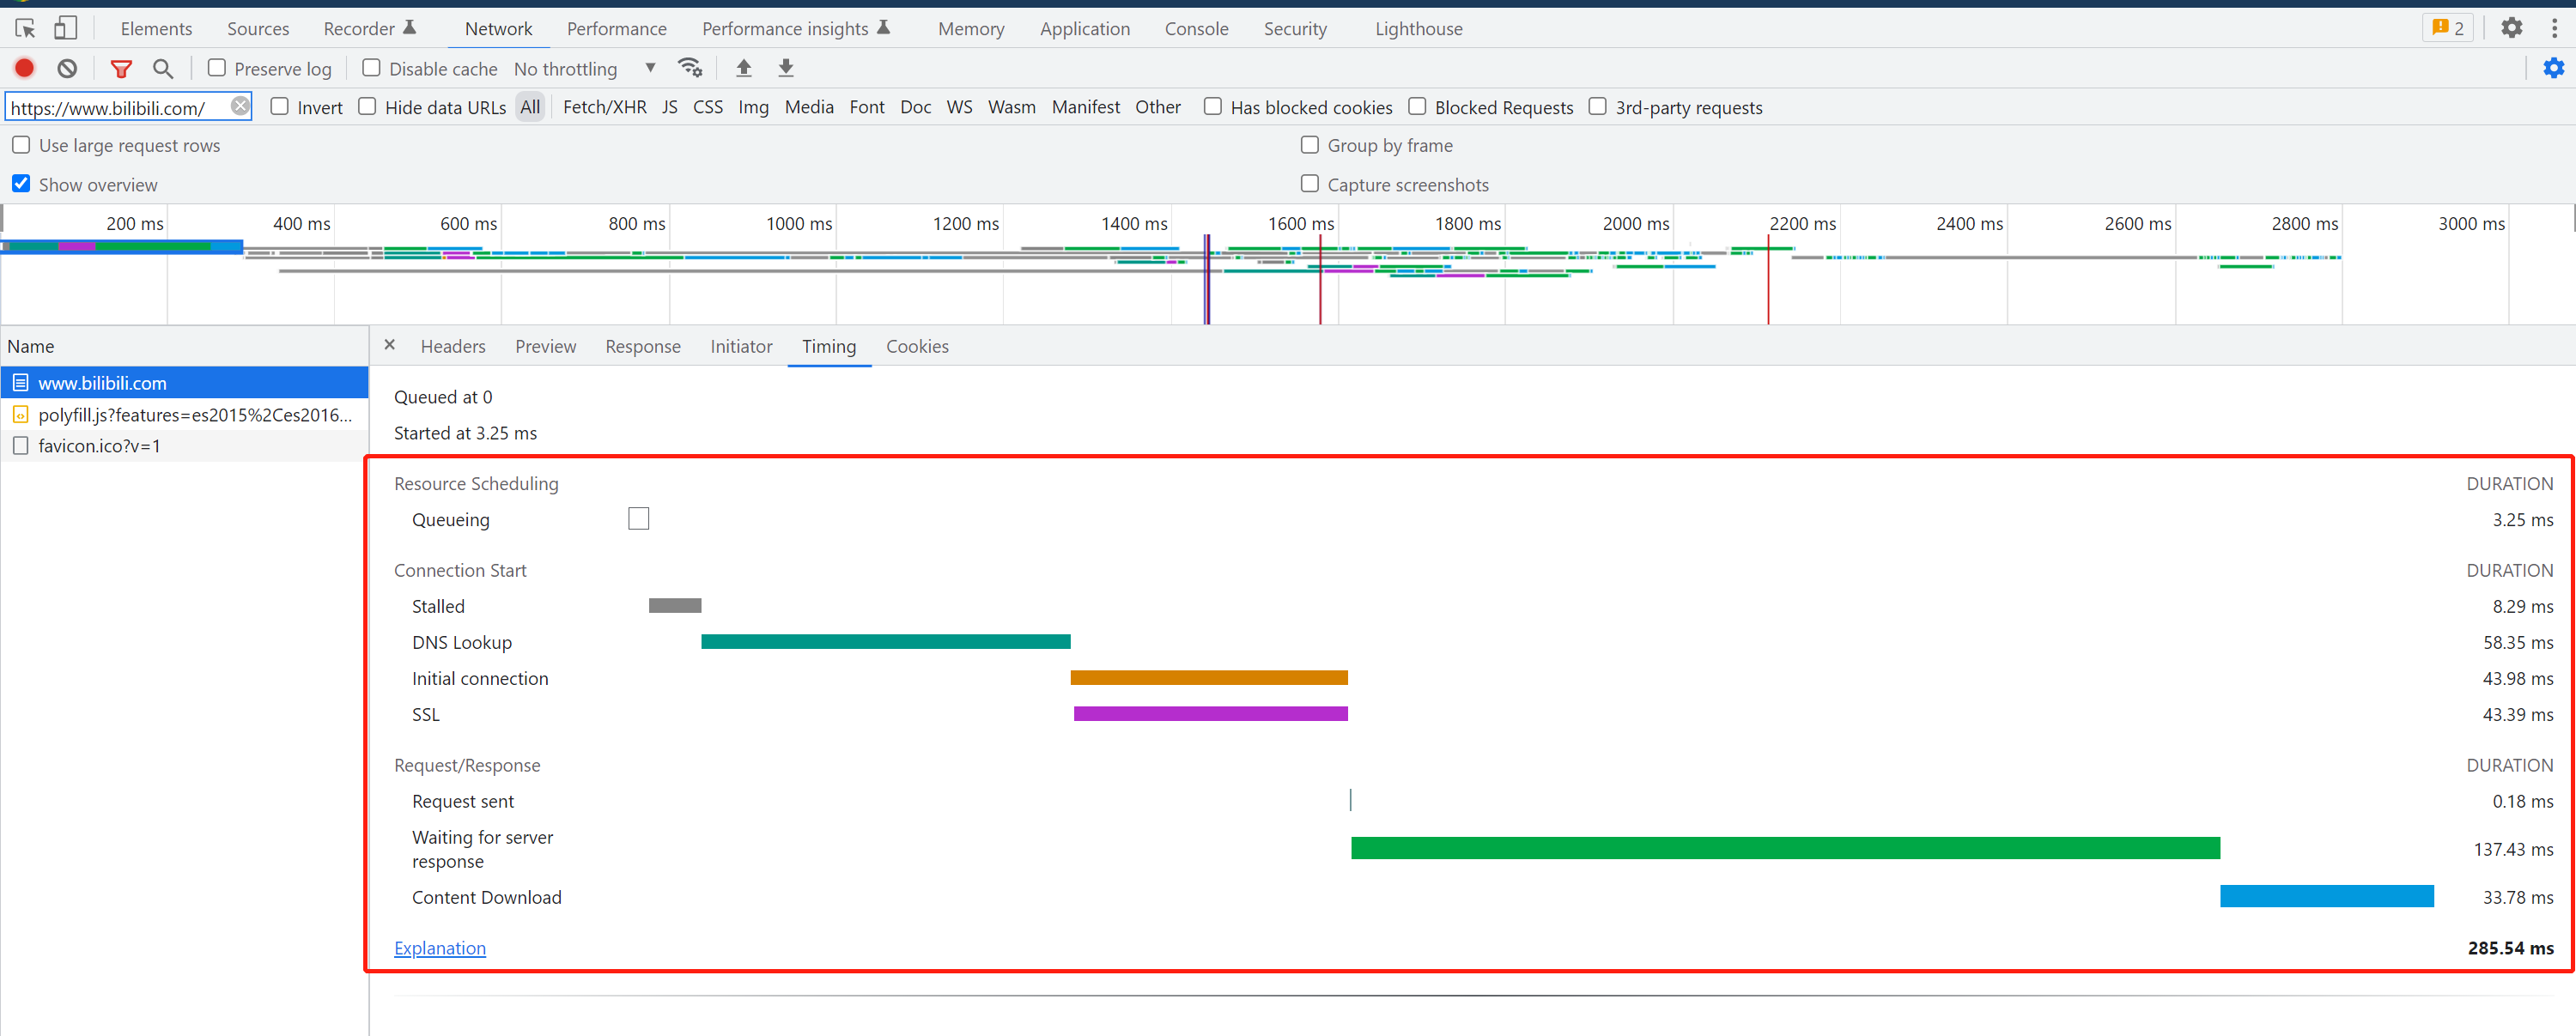 Elements Sources Recorder Network Performance Performance insights Memory Application Console Security Lighthouse 2
Preserve log Disable cache No throttling
https://www.bilibili.com/ Invert Hide data URLs All Fetch/XHR JS CSS Img Media Font Doc WS Wasm Manifest Other Has blocked cookies Blocked Requests 3rd-party requests
Use large request rows Group by frame
Show overview Capture screenshots
200 ms 400 ms 600 ms 800 ms 1000 ms 1200 ms 1400 ms 1600 ms 1800 ms 2000 ms 2200 ms 2400 ms 2600 ms 2800 ms 3000 ms
Name
www.bilibili.com
polyfill.js?features=es2015%2Ces2016...
favicon.ico?v=1
Headers Preview Response Initiator Timing Cookies
Queued at 0
Started at 3.25 ms
Resource Scheduling DURATION
Queueing 3.25 ms
Connection Start DURATION
Stalled 8.29 ms
DNS Lookup 58.35 ms
Initial connection 43.98 ms
SSL 43.39 ms
Request/Response DURATION
Request sent 0.18 ms
Waiting for server
response 137.43 ms
Content Download 33.78 ms
Explanation 285.54 ms